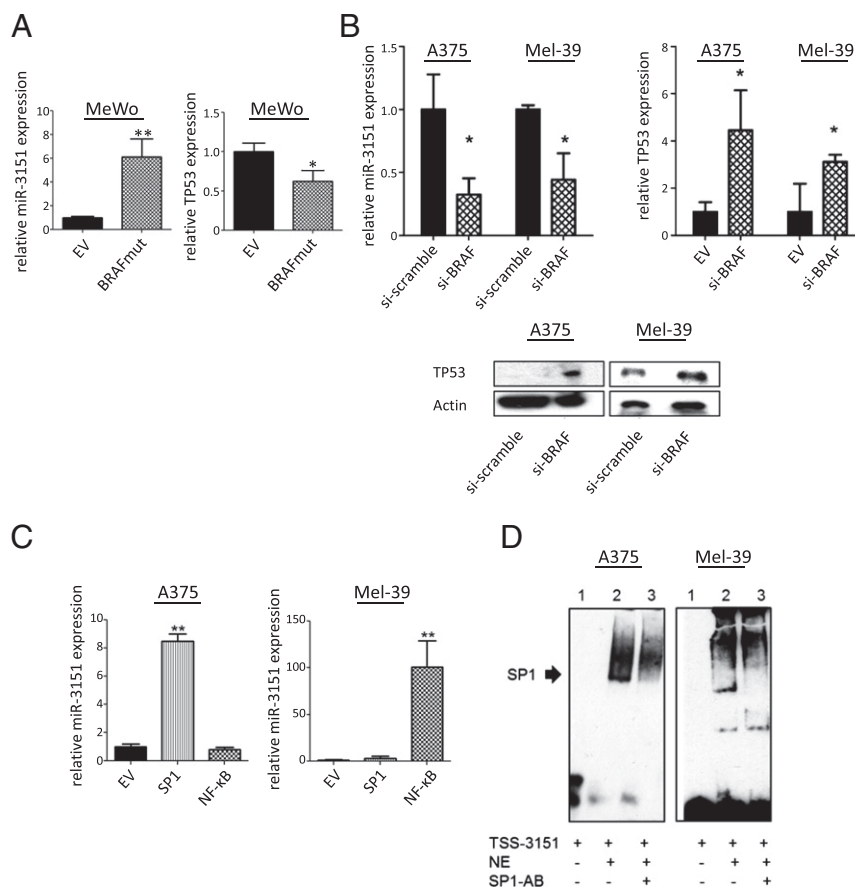 A
B
MeWo
MeWo
A375
Mel-39
A375
Mel-39
relative miR-3151 expression
10
8
6
4
2
0
EV
BRAFmut
**
relative TP53 expression
1.5
1.0
0.5
0
EV
BRAFmut
*
relative miR-3151 expression
1.5
1.0
0.5
0
*
*
si-scramble
si-BRAF
si-scramble
si-BRAF
relative TP53 expression
8
6
4
2
0
*
*
EV
si-BRAF
EV
si-BRAF
A375
Mel-39
TP53
Actin
si-scramble
si-BRAF
si-scramble
si-BRAF
C
A375
relative miR-3151 expression
10
8
6
4
2
0
**
EV
SP1
NF-κB
Mel-39
relative miR-3151 expression
150
100
50
0
**
EV
SP1
NF-κB
D
A375
Mel-39
1 2 3
1 2 3
SP1
TSS-3151 + + + + + +
NE - + + - + +
SP1-AB + +